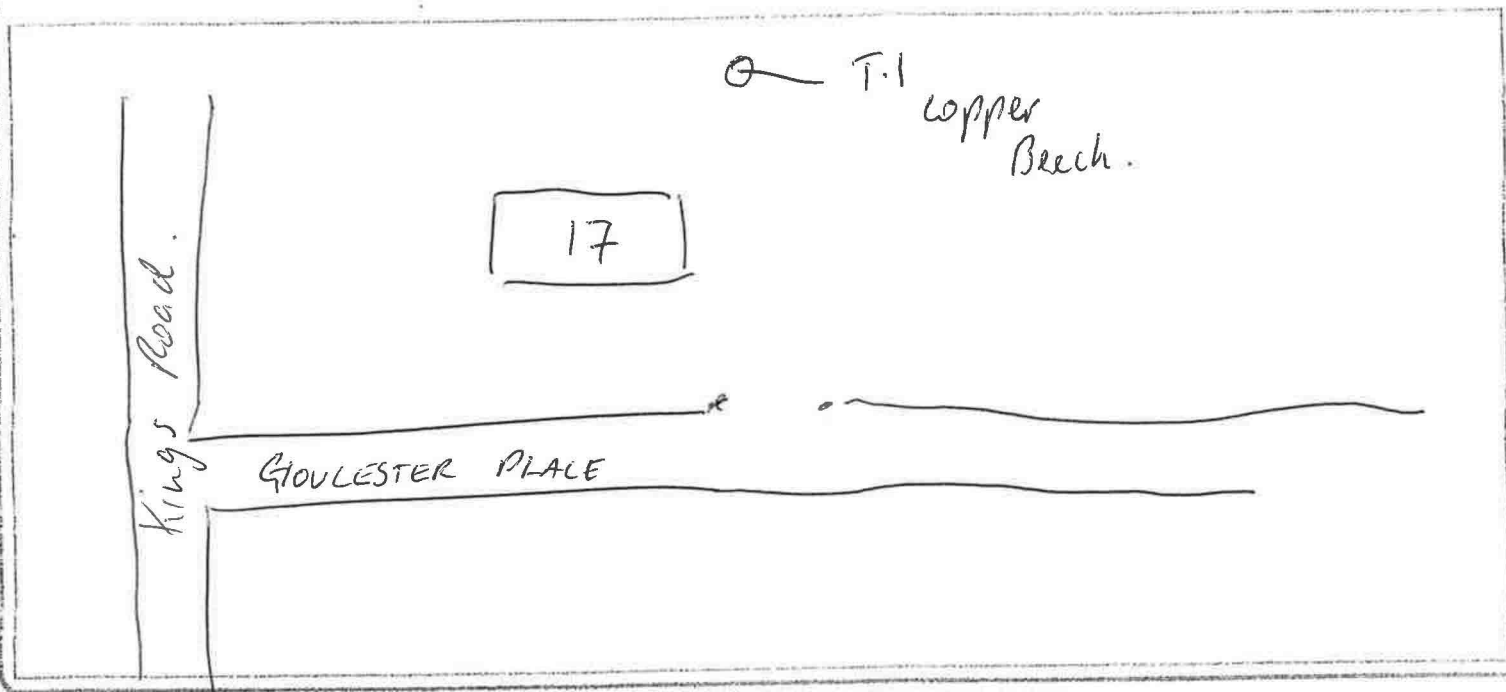 T.1
Copper
Beech.
17
Kings Road.
GLOUCESTER PLACE